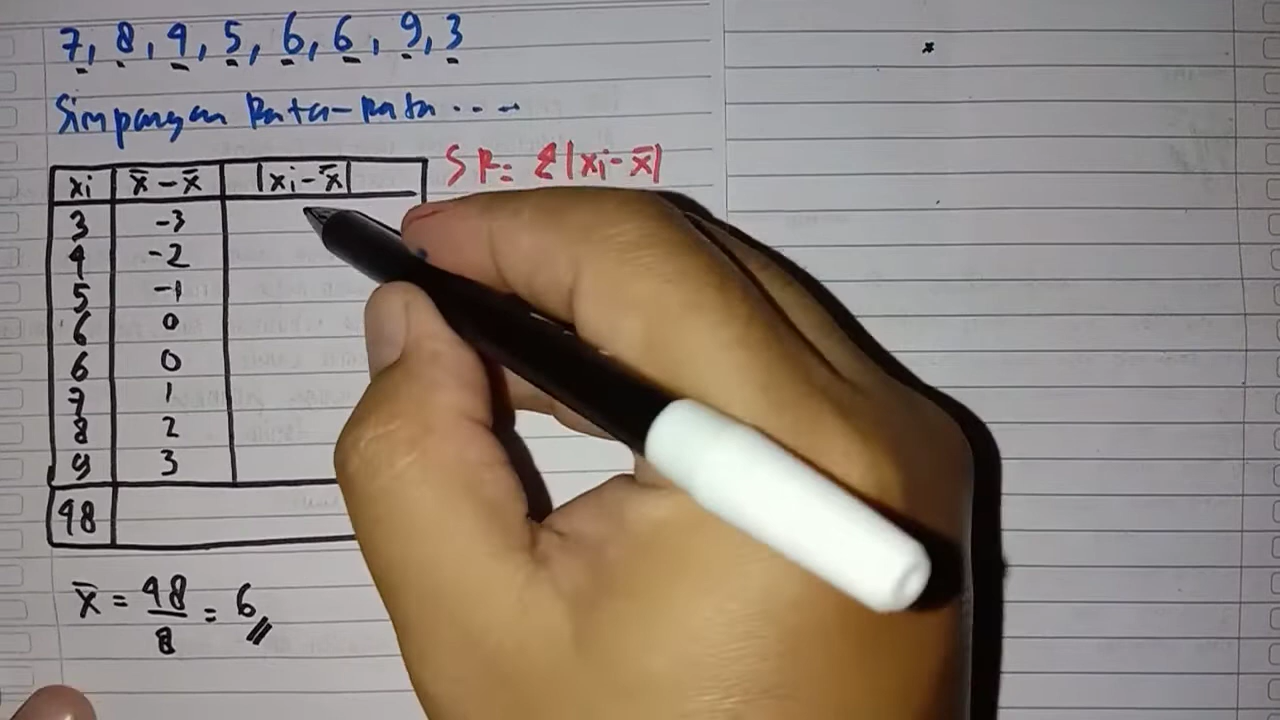 7, 8, 4, 5, 6, 6, 9, 3
Simpangan Rata-Rata ....
xi x̄ - x̄ |xi - x̄|
SR = Σ|xi - x̄|
3 -3
4 -2
5 -1
6 0
6 0
7 1
8 2
9 3
48
x̄ = 48/8 = 6